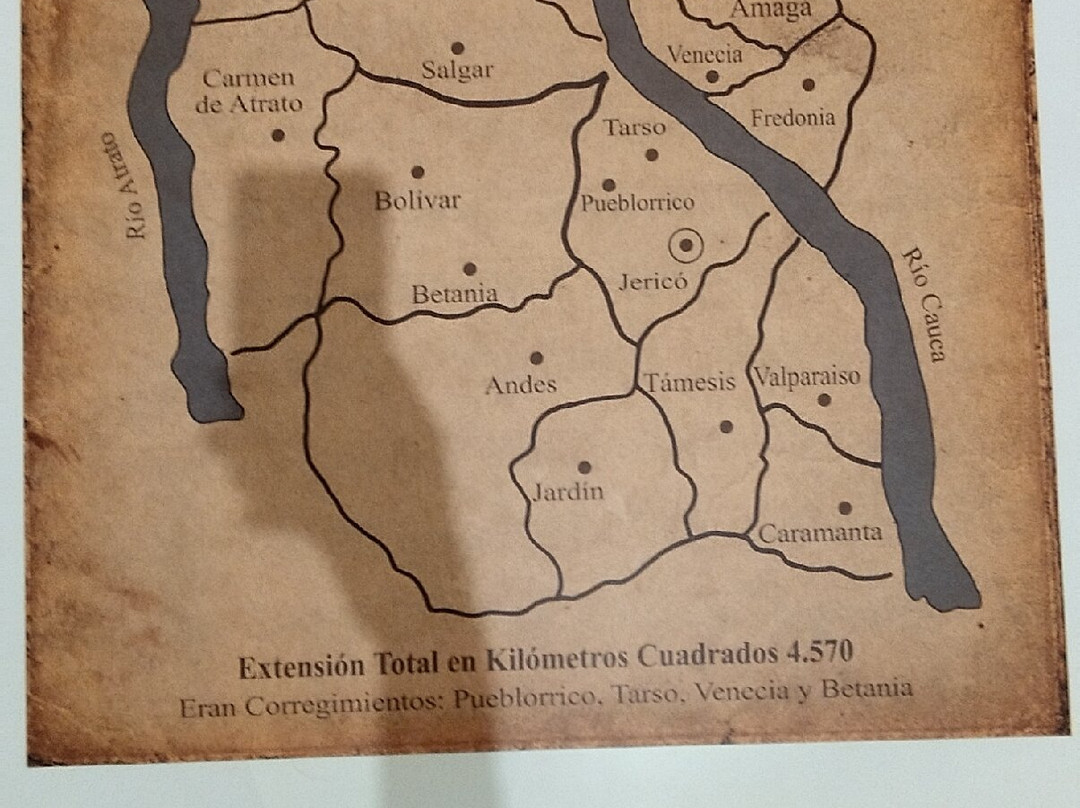 Amagá
Venecia
Salgar
Carmen
de Atrato
Fredonia
Tarso
Río Atrato
Bolívar
Pueblorrico
Jericó
Betania
Río Cauca
Andes
Támesis
Valparaiso
Jardín
Caramanta
Extensión Total en Kilómetros Cuadrados 4.570
Eran Corregimientos: Pueblorrico, Tarso, Venecia y Betania